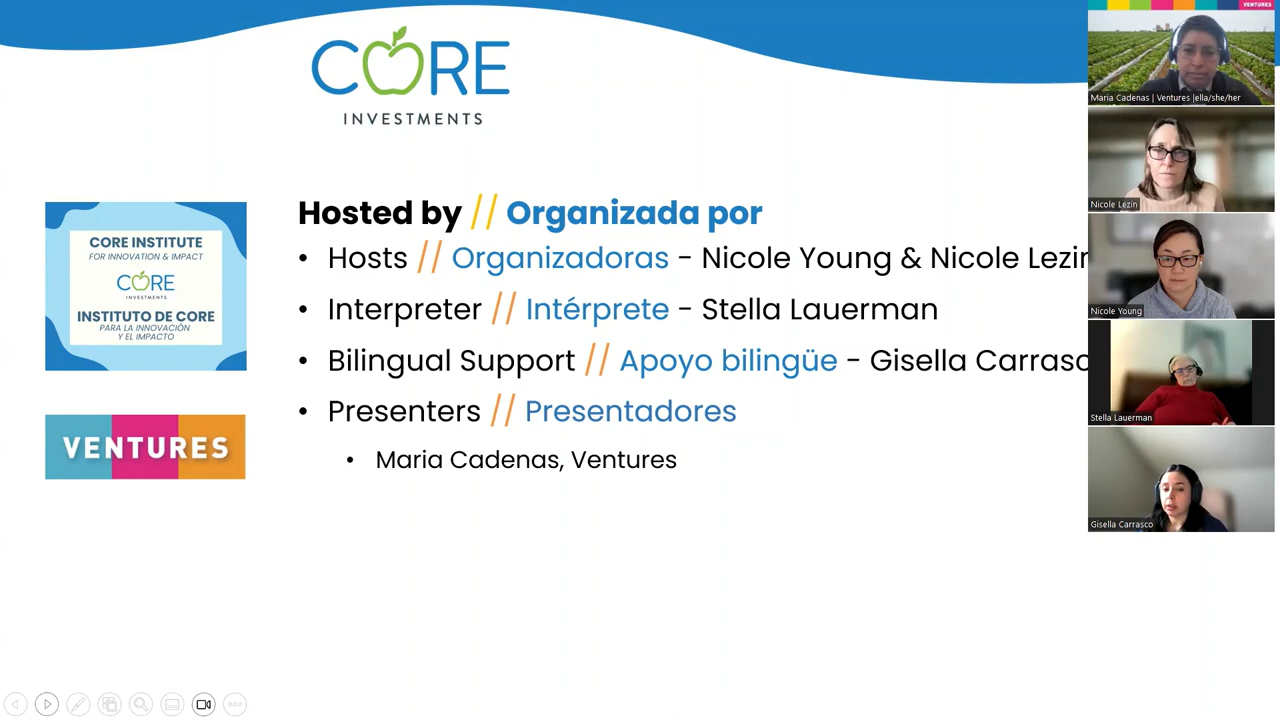 CORE
INVESTMENTS
Hosted by // Organizada por
• Hosts // Organizadoras - Nicole Young & Nicole Lezin
• Interpreter // Intérprete - Stella Lauerman
• Bilingual Support // Apoyo bilingüe - Gisella Carrasc
• Presenters // Presentadores
• Maria Cadenas, Ventures
CORE INSTITUTE
FOR INNOVATION & IMPACT
CORE
INVESTMENTS
INSTITUTO DE CORE
PARA LA INNOVACIÓN
Y EL IMPACTO
VENTURES
VENTURES
Maria Cadenas | Ventures |ella/she/her
Nicole Lezin
Nicole Young
Stella Lauerman
Gisella Carrasco